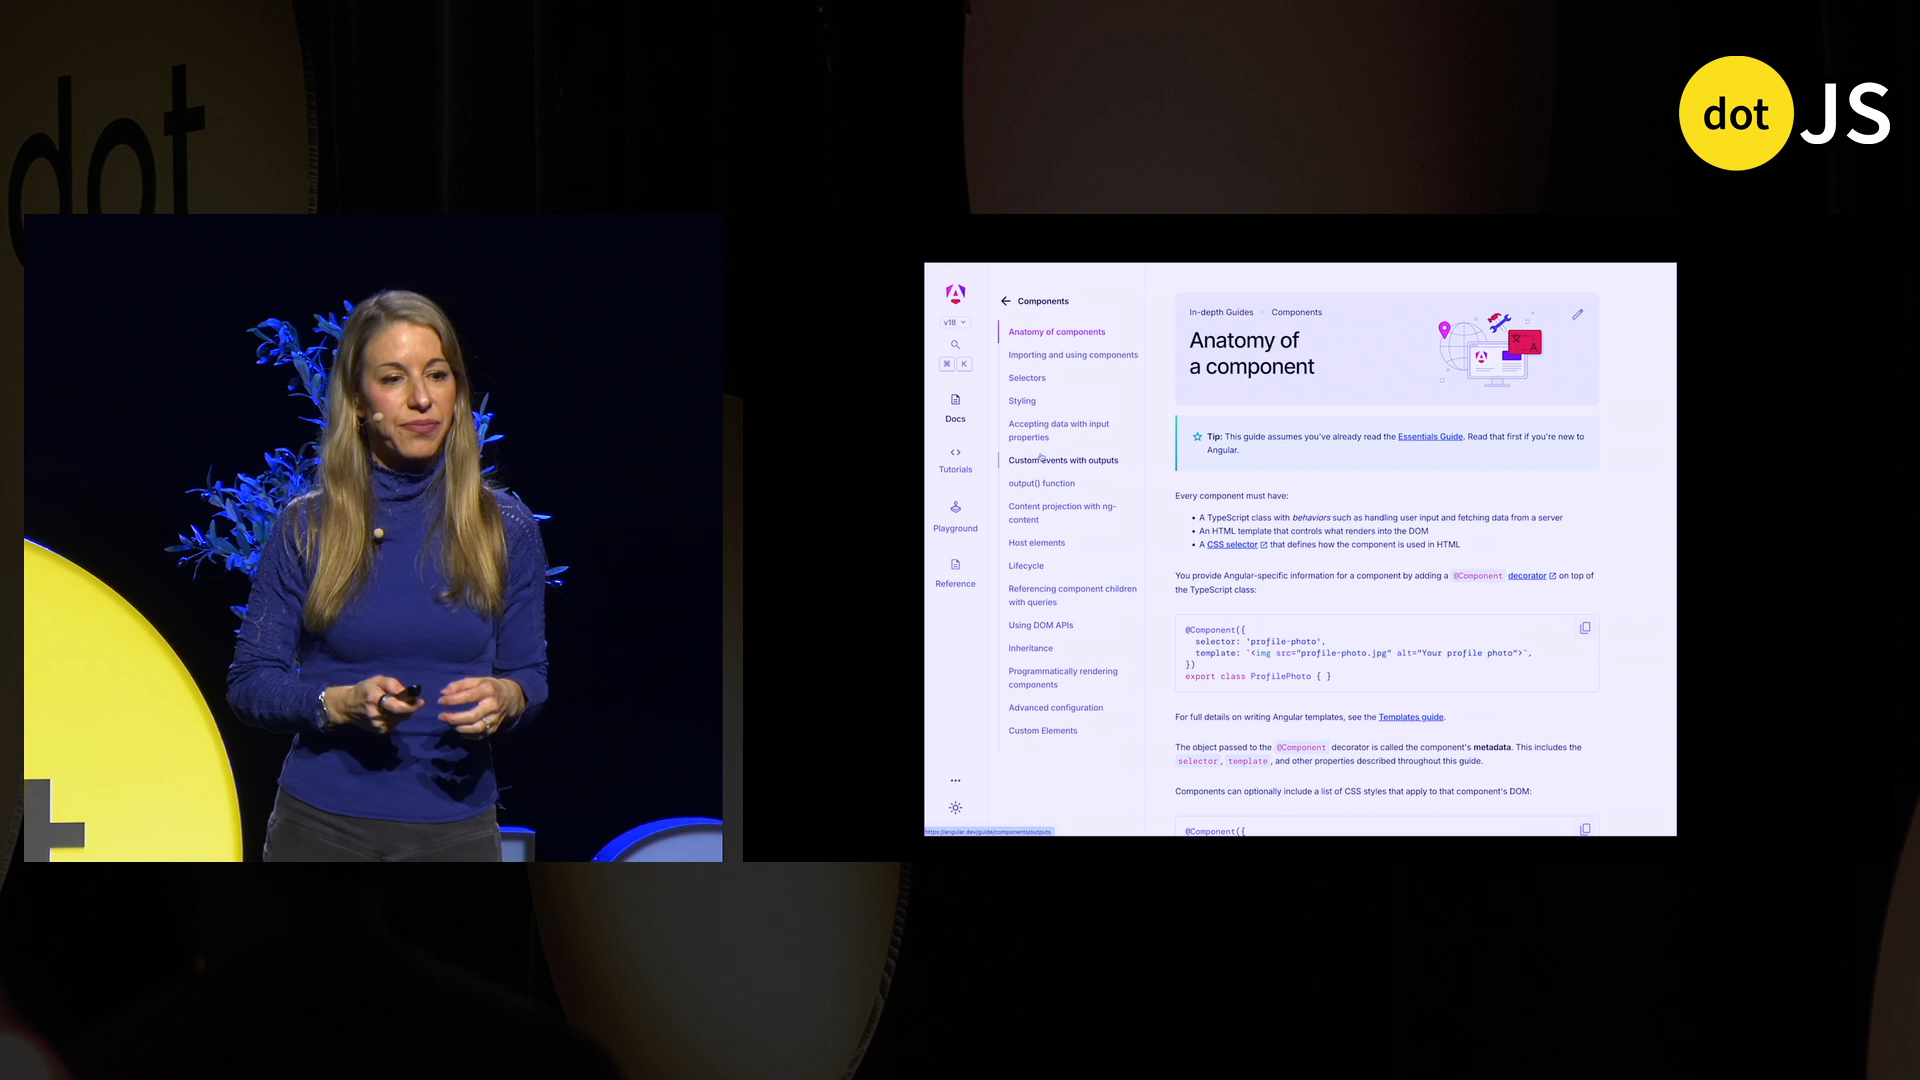 dot
dot JS
t
Components
v18
⌘ K
Docs
Tutorials
Playground
Reference
Anatomy of components
Importing and using components
Selectors
Styling
Accepting data with input
properties
Custom events with outputs
output() function
Content projection with ng-
content
Host elements
Lifecycle
Referencing component children
with queries
Using DOM APIs
Inheritance
Programmatically rendering
components
Advanced configuration
Custom Elements
https://angular.dev/guide/components/outputs
In-depth Guides › Components
Anatomy of
a component
Tip: This guide assumes you've already read the Essentials Guide. Read that first if you're new to
Angular.
Every component must have:
• A TypeScript class with behaviors such as handling user input and fetching data from a server
• An HTML template that controls what renders into the DOM
• A CSS selector that defines how the component is used in HTML
You provide Angular-specific information for a component by adding a @Component decorator on top of
the TypeScript class:
@Component({
selector: 'profile-photo',
template: `<img src="profile-photo.jpg" alt="Your profile photo">`,
})
export class ProfilePhoto { }
For full details on writing Angular templates, see the Templates guide.
The object passed to the @Component decorator is called the component's metadata. This includes the
selector, template, and other properties described throughout this guide.
Components can optionally include a list of CSS styles that apply to that component's DOM:
@Component({